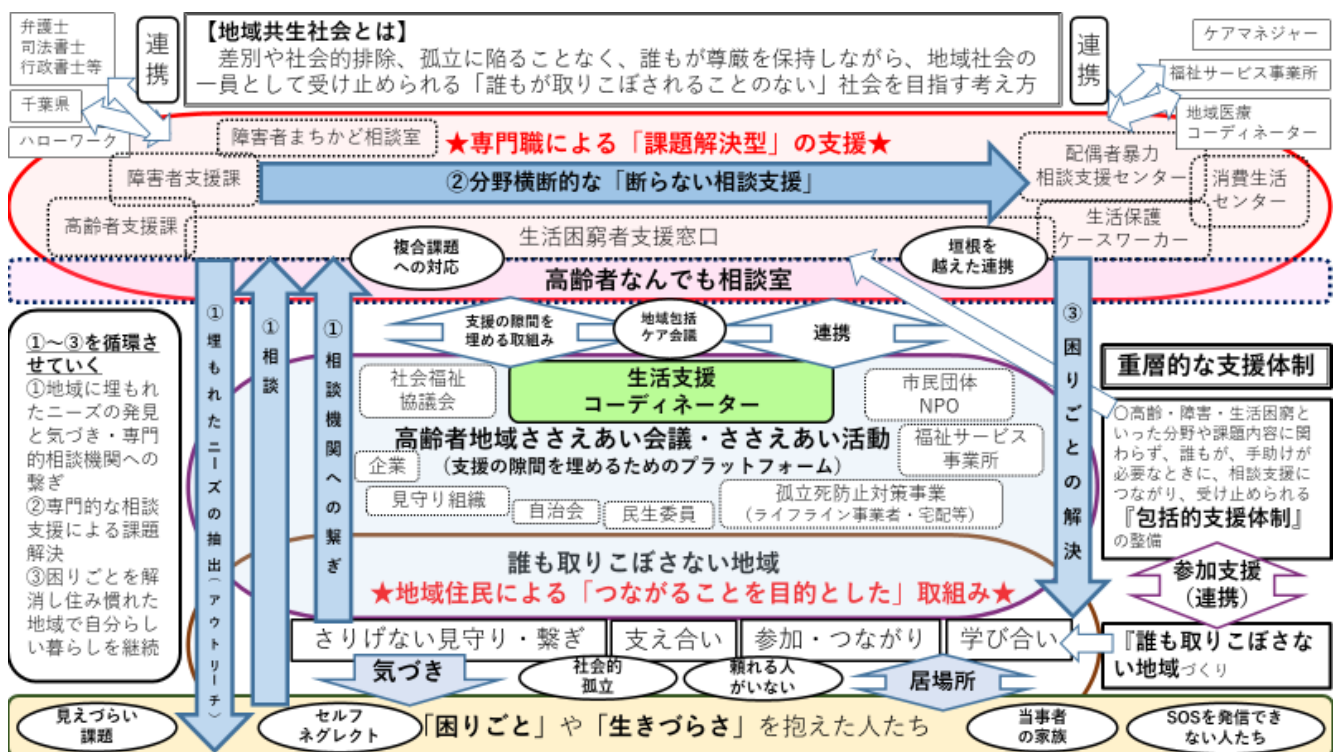 弁護士
司法書士
行政書士等
千葉県
ハローワーク
連携
【地域共生社会とは】
差別や社会的排除、孤立に陥ることなく、誰もが尊厳を保持しながら、地域社会の
一員として受け止められる「誰もが取りこぼされることのない」社会を目指す考え方
連携
ケアマネジャー
福祉サービス事業所
地域医療
コーディネーター
障害者まちかど相談室
★専門職による「課題解決型」の支援★
障害者支援課
②分野横断的な「断らない相談支援」
配偶者暴力
相談支援センター
消費生活
センター
高齢者支援課
生活困窮者支援窓口
生活保護
ケースワーカー
複合課題
への対応
垣根を
越えた連携
高齢者なんでも相談室
①埋もれたニーズの抽出（アウトリーチ）
①相談
①相談機関への繋ぎ
③困りごとの解決
支援の隙間を
埋める取組み
地域包括
ケア会議
連携
①～③を循環さ
せていく
①地域に埋もれ
たニーズの発見
と気づき・専門
的相談機関への
繋ぎ
②専門的な相談
支援による課題
解決
③困りごとを解
消し住み慣れた
地域で自分らし
い暮らしを継続
社会福祉
協議会
生活支援
コーディネーター
市民団体
NPO
高齢者地域ささえあい会議・ささえあい活動
（支援の隙間を埋めるためのプラットフォーム）
福祉サービス
事業所
企業
見守り組織
自治会
民生委員
孤立死防止対策事業
（ライフライン事業者・宅配等）
重層的な支援体制
〇高齢・障害・生活困窮と
いった分野や課題内容に関
わらず、誰もが、手助けが
必要なときに、相談支援に
つながり、受け止められる
『包括的支援体制』
の整備
参加支援
（連携）
『誰も取りこぼさな
い地域づくり
誰も取りこぼさない地域
★地域住民による「つながることを目的とした」取組み★
さりげない見守り・繋ぎ
支え合い
参加・つながり
学び合い
気づき
社会的
孤立
頼れる人
がいない
居場所
見えづらい
課題
セルフ
ネグレクト
「困りごと」や「生きづらさ」を抱えた人たち
当事者
の家族
SOSを発信でき
ない人たち